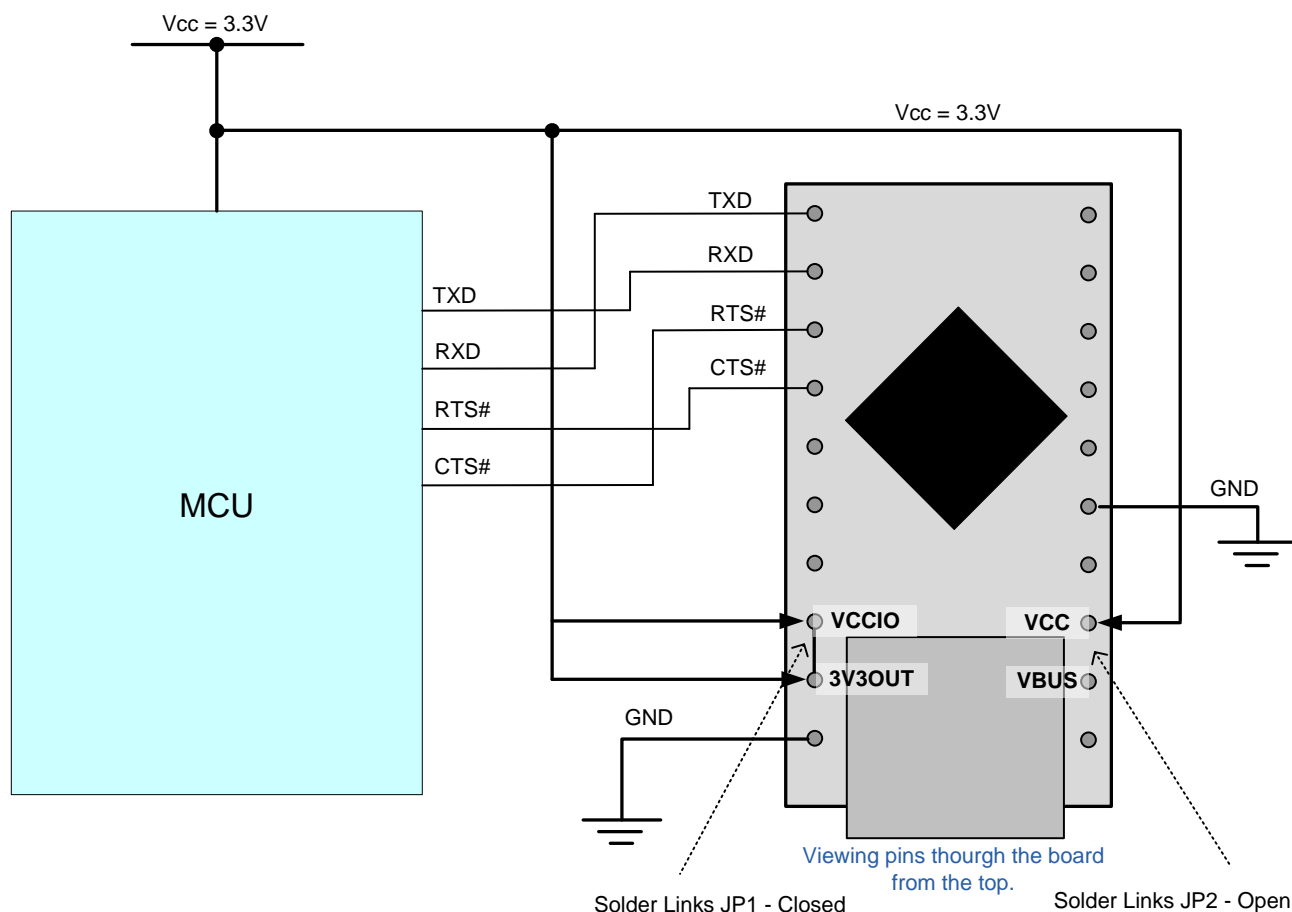 Vcc = 3.3V
Vcc = 3.3V
TXD
RXD
TXD
RTS#
RXD
CTS#
RTS#
CTS#
MCU
GND
VCCIO
VCC
3V3OUT
VBUS
GND
Viewing pins thourgh the board
from the top.
Solder Links JP1 - Closed
Solder Links JP2 - Open